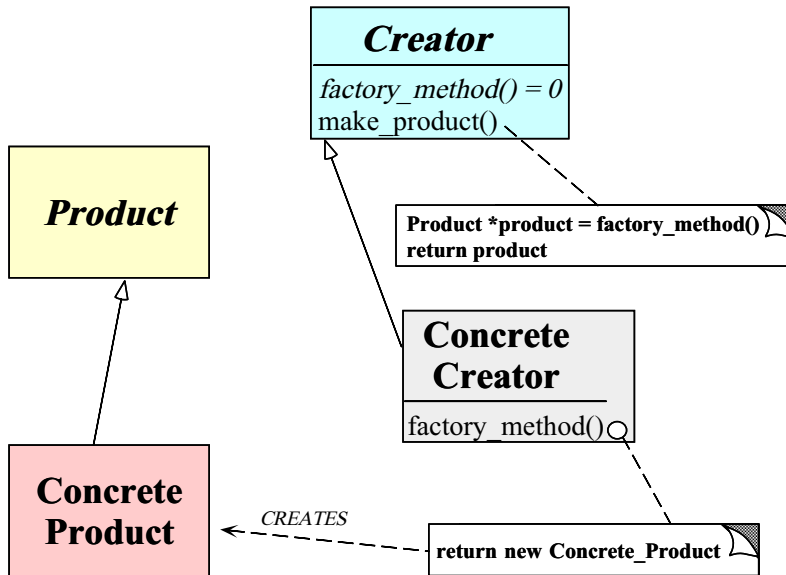 Creator
factory_method() = 0
make_product()
Product
Product *product = factory_method()
return product
Concrete
Creator
factory_method()
Concrete
Product
CREATES
return new Concrete_Product